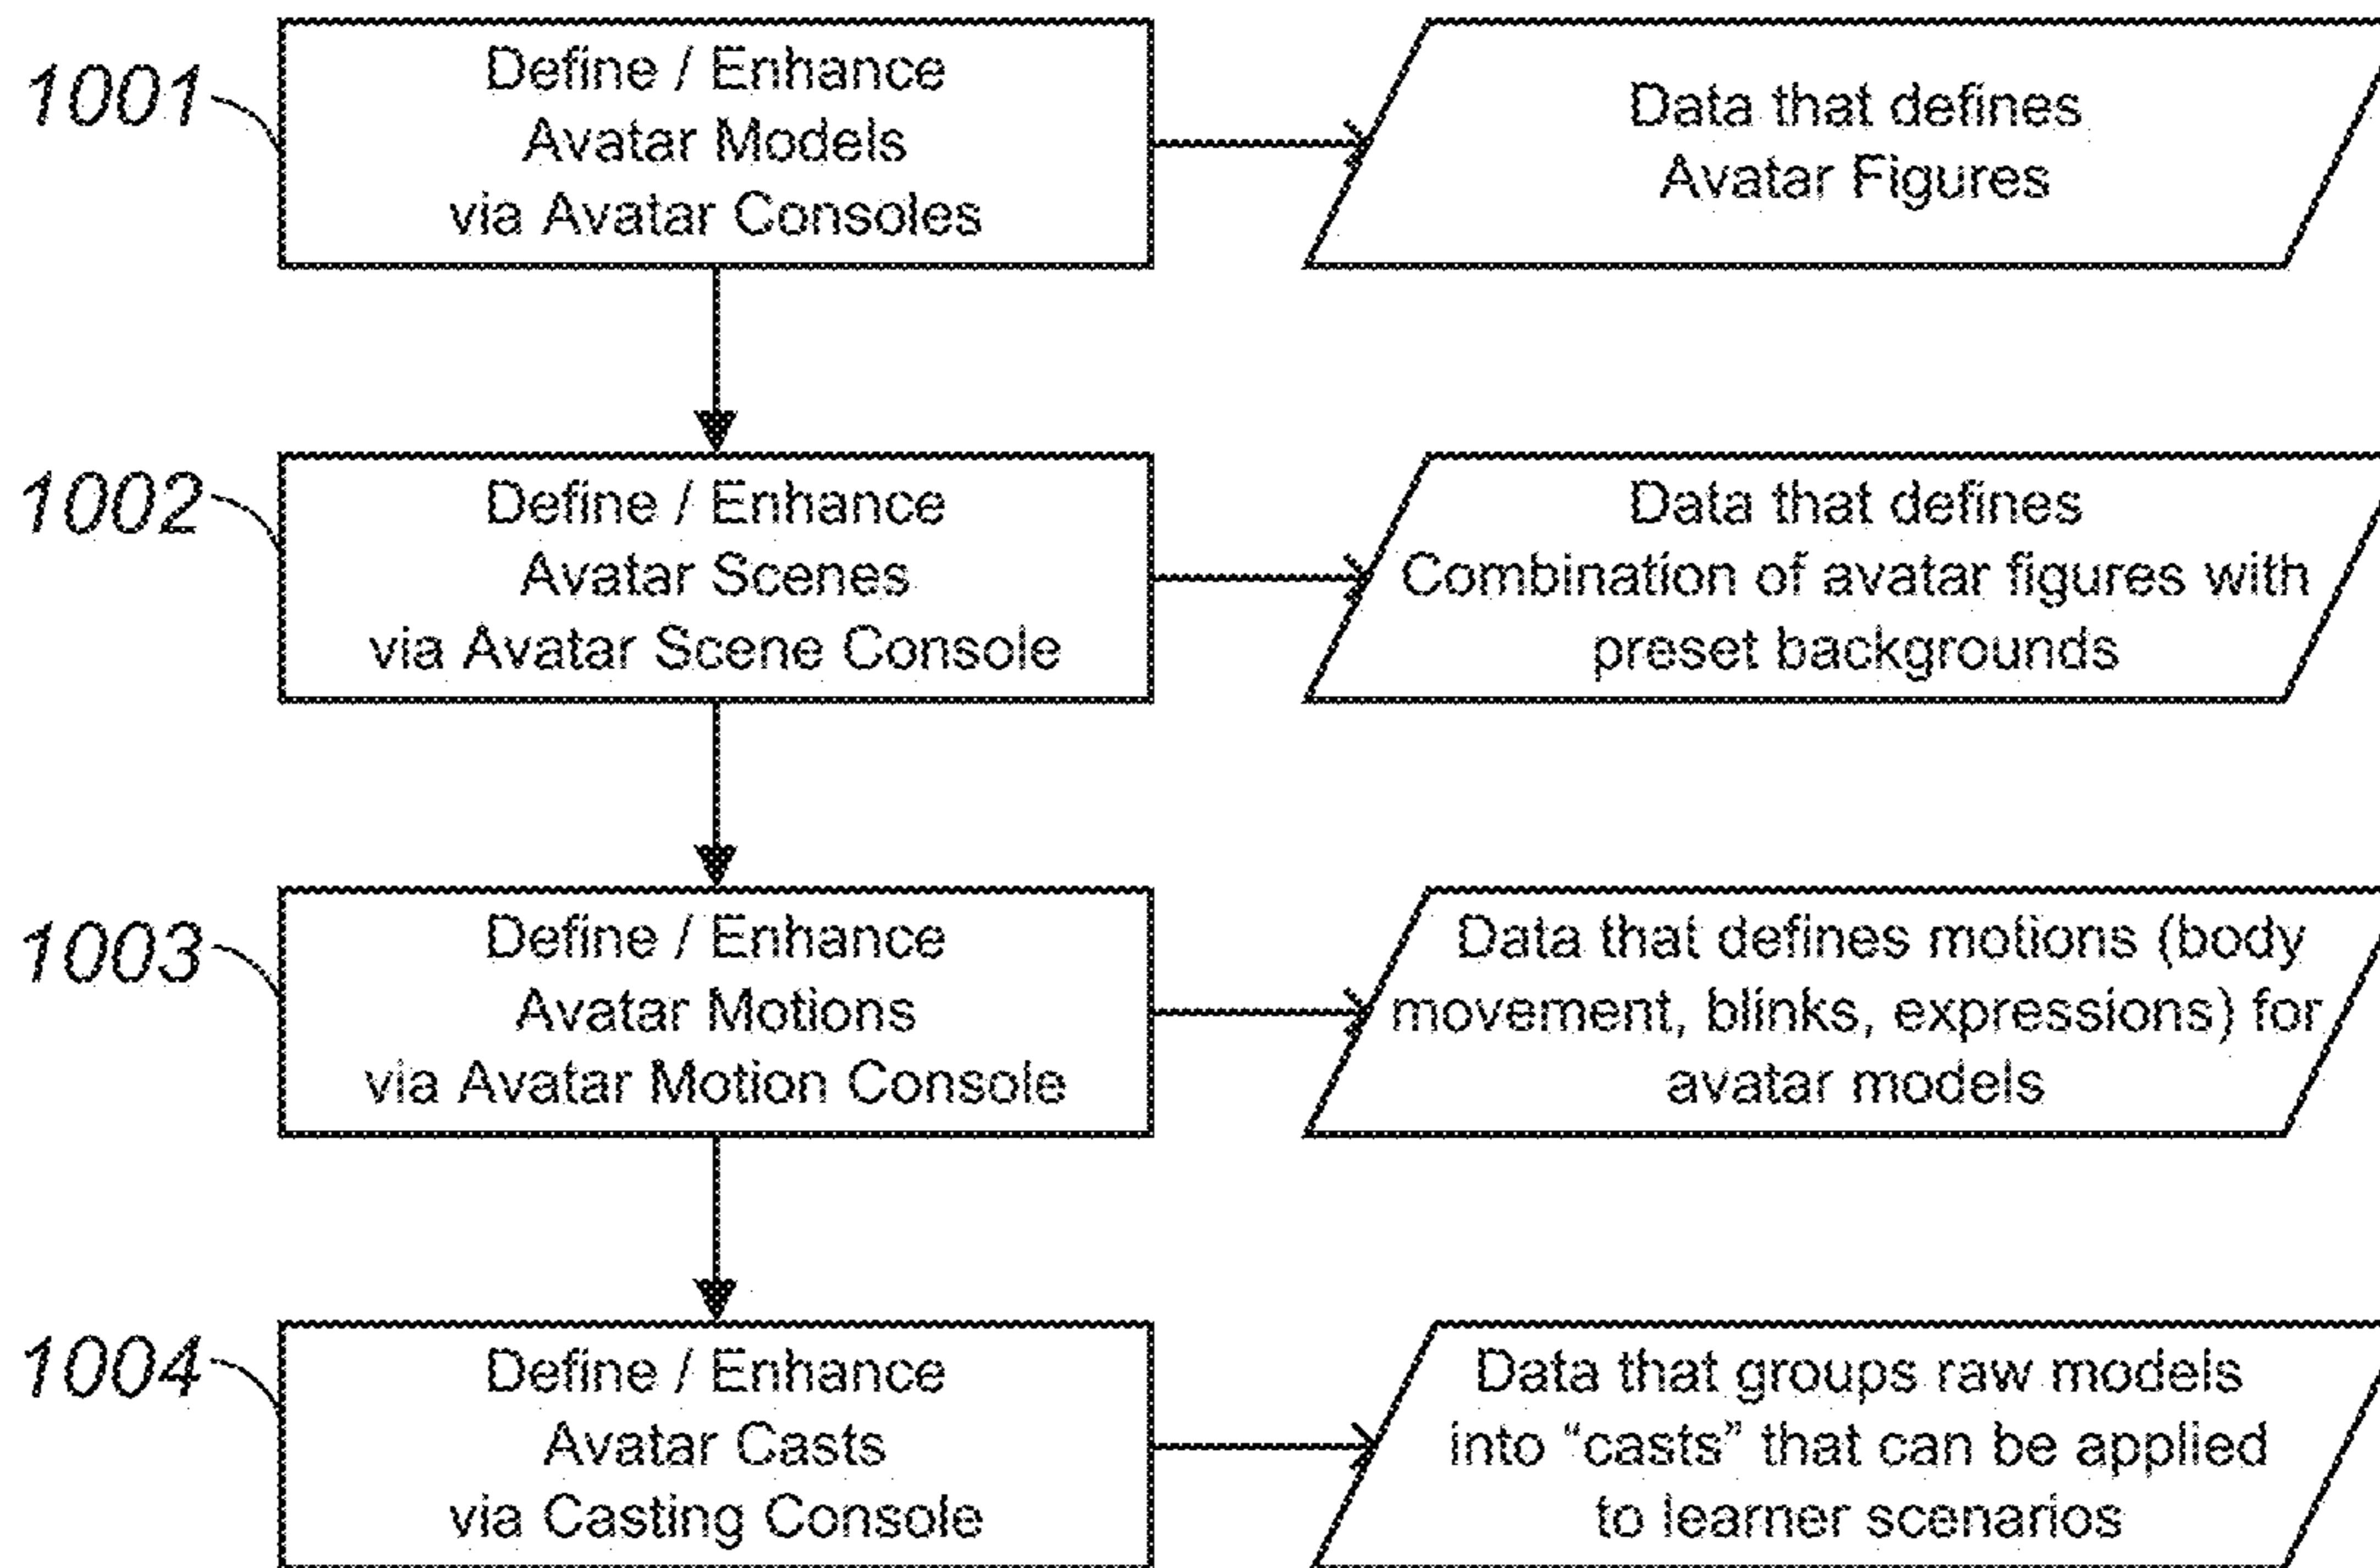 1001
Define / Enhance
Avatar Models
via Avatar Consoles
Data that defines
Avatar Figures
1002
Define / Enhance
Avatar Scenes
via Avatar Scene Console
Data that defines
Combination of avatar figures with
preset backgrounds
1003
Define / Enhance
Avatar Motions
via Avatar Motion Console
Data that defines motions (body
movement, blinks, expressions) for
avatar models
1004
Define / Enhance
Avatar Casts
via Casting Console
Data that groups raw models
into “casts” that can be applied
to learner scenarios